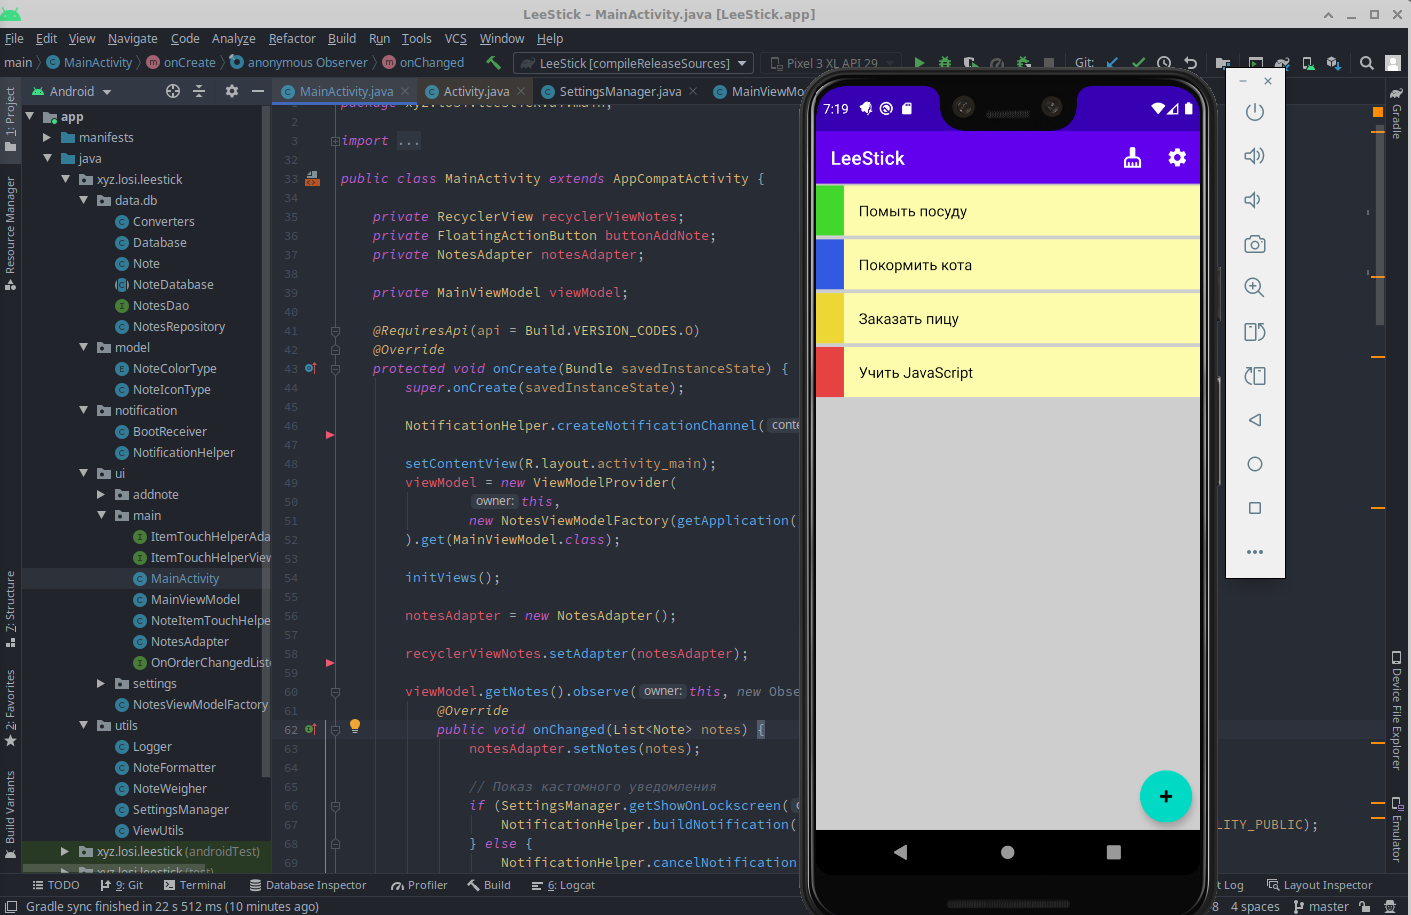 LeeStick – MainActivity.java [LeeStick.app]
File Edit View Navigate Code Analyze Refactor Build Run Tools VCS Window Help
main MainActivity onCreate anonymous Observer onChanged LeeStick [compileReleaseSources] Pixel 3 XL API 29 Git:
Android MainActivity.java Activity.java SettingsManager.java MainViewMo
1: Project
Resource Manager
7: Structure
2: Favorites
Build Variants
app
manifests
java
xyz.losi.leestick
data.db
Converters
Database
Note
NoteDatabase
NotesDao
NotesRepository
model
NoteColorType
NoteIconType
notification
BootReceiver
NotificationHelper
ui
addnote
main
ItemTouchHelperAda
ItemTouchHelperView
MainActivity
MainViewModel
NoteItemTouchHelpe
NotesAdapter
OnOrderChangedListe
settings
NotesViewModelFactory
utils
Logger
NoteFormatter
NoteWeigher
SettingsManager
ViewUtils
xyz.losi.leestick (androidTest)
xyz.losi.leestick (test)
2
3 import ...
32
33 public class MainActivity extends AppCompatActivity {
34
35 private RecyclerView recyclerViewNotes;
36 private FloatingActionButton buttonAddNote;
37 private NotesAdapter notesAdapter;
38
39 private MainViewModel viewModel;
40
41 @RequiresApi(api = Build.VERSION_CODES.O)
42 @Override
43 protected void onCreate(Bundle savedInstanceState) {
44 super.onCreate(savedInstanceState);
45
46 NotificationHelper.createNotificationChannel( conte
47
48 setContentView(R.layout.activity_main);
49 viewModel = new ViewModelProvider(
50 owner: this,
51 new NotesViewModelFactory(getApplication(
52 ).get(MainViewModel.class);
53
54 initViews();
55
56 notesAdapter = new NotesAdapter();
57
58 recyclerViewNotes.setAdapter(notesAdapter);
59
60 viewModel.getNotes().observe( owner: this, new Obse
61 @Override
62 public void onChanged(List<Note> notes) {
63 notesAdapter.setNotes(notes);
64
65 // Показ кастомного уведомления
66 if (SettingsManager.getShowOnLockscreen(
67 NotificationHelper.buildNotification( LITY_PUBLIC);
68 } else {
69 NotificationHelper.cancelNotification
7:19
LeeStick
Помыть посуду
Покормить кота
Заказать пицу
Учить JavaScript
+
Gradle
Device File Explorer
Emulator
TODO 9: Git Terminal Database Inspector Profiler Build 6: Logcat t Log Layout Inspector
Gradle sync finished in 22 s 512 ms (10 minutes ago) 8 4 spaces master